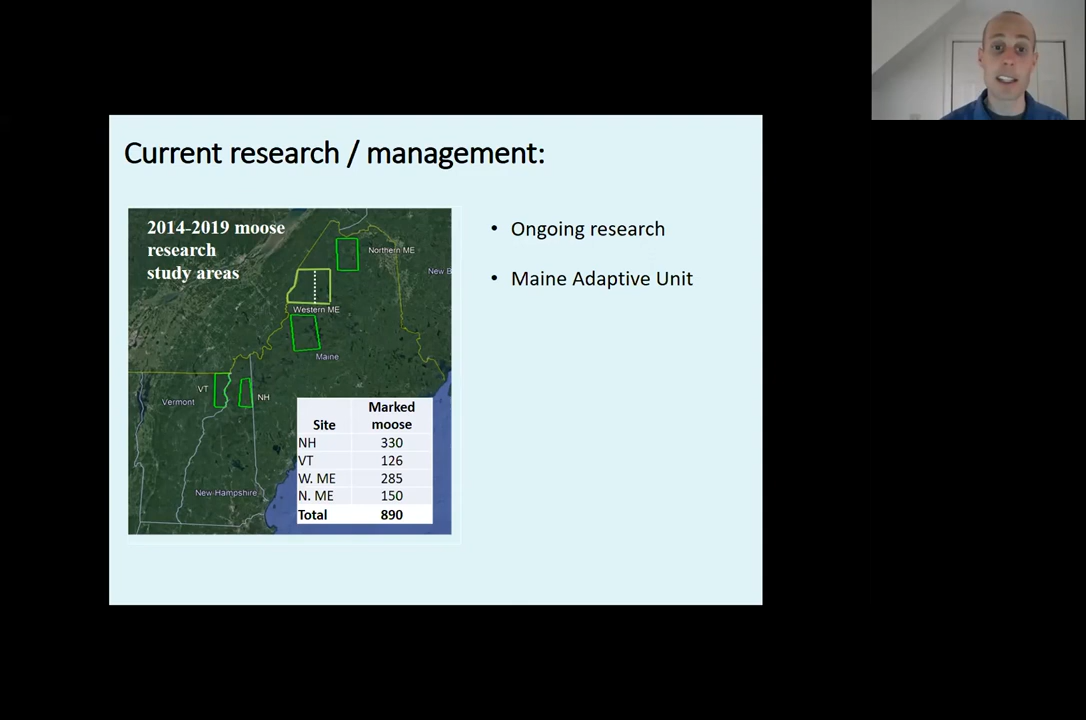 Current research / management:
2014-2019 moose
research
study areas
Northern ME
New B
Western ME
Maine
VT
NH
Vermont
New Hampshire
Site Marked moose
NH 330
VT 126
W. ME 285
N. ME 150
Total 890
• Ongoing research
• Maine Adaptive Unit